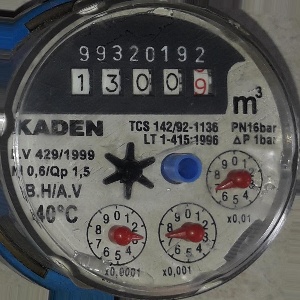 99320192
13009
m³
KADEN
TCS 142/92-1136 PN16bar
LT 1-415:1996 ΔP 1bar
429/1999
0,6/Qp 1,5
B.H/A.V
40°C
x0,01
x0,0001
x0,001